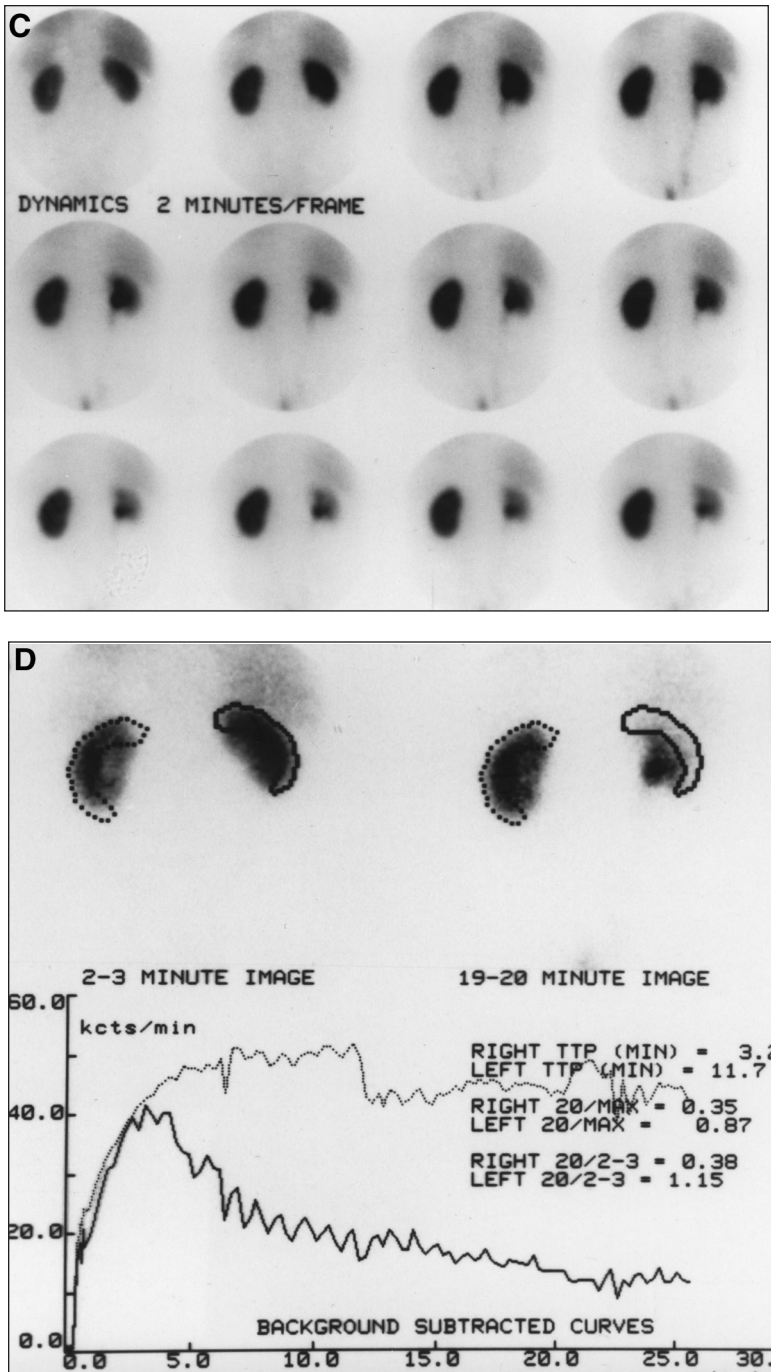 C
DYNAMICS 2 MINUTES/FRAME
D
2-3 MINUTE IMAGE 19-20 MINUTE IMAGE
60.0
kcts/min
RIGHT TTP (MIN) = 3.2
LEFT TTP (MIN) = 11.7
40.0
RIGHT 20/MAX = 0.35
LEFT 20/MAX = 0.87
RIGHT 20/2-3 = 0.38
LEFT 20/2-3 = 1.15
20.0
BACKGROUND SUBTRACTED CURVES
0.0
0.0 5.0 10.0 15.0 20.0 25.0 30